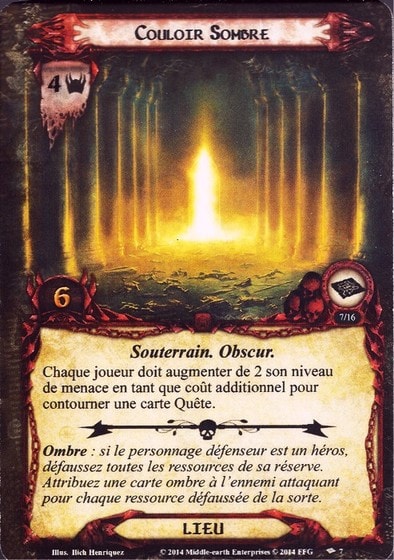 Couloir Sombre
4
6
7/16
Souterrain. Obscur.
Chaque joueur doit augmenter de 2 son niveau
de menace en tant que coût additionnel pour
contourner une carte Quête.
Ombre : si le personnage défenseur est un héros,
défaussez toutes les ressources de sa réserve.
Attribuez une carte ombre à l'ennemi attaquant
pour chaque ressource défaussée de la sorte.
LIEU
Illus. Ilich Henriquez
© 2014 Middle-earth Enterprises © 2014 FFG